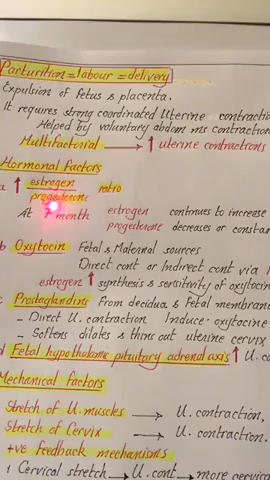 Parturition = labour = delivery
Expulsion of fetus & placenta.
It requires strong coordinated Uterine contractio
Helped by voluntary abdom ms contraction
Multifactorial → ↑ uterine contractions
Hormonal factors
a ↑ estrogen ratio
progesterone
At 7 month estrogen continues to increase
progesterone decreases or constan
b Oxytocin Fetal & Maternal sources
Direct cont or Indirect cont via
estrogen ↑ synthesis & sensitivity of oxytocin
Prostaglandins From decidua & Fetal membrane
- Direct U. contraction Induce oxytocine
- Softens dilates & thins out uterine cervix
d Fetal hypothalamic pituitary adrenal axis ↑ U.c
Mechanical factors
Stretch of U. muscles → U. contraction,
Stretch of Cervix → U. contraction.
+ve feedback mechanisms
1 Cervical stretch → U.cont → more cervic